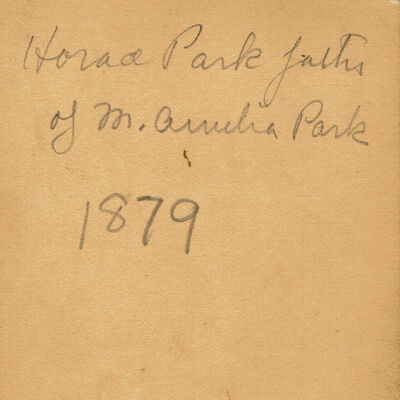 Horace Park father
of M. Amelia Park
1879